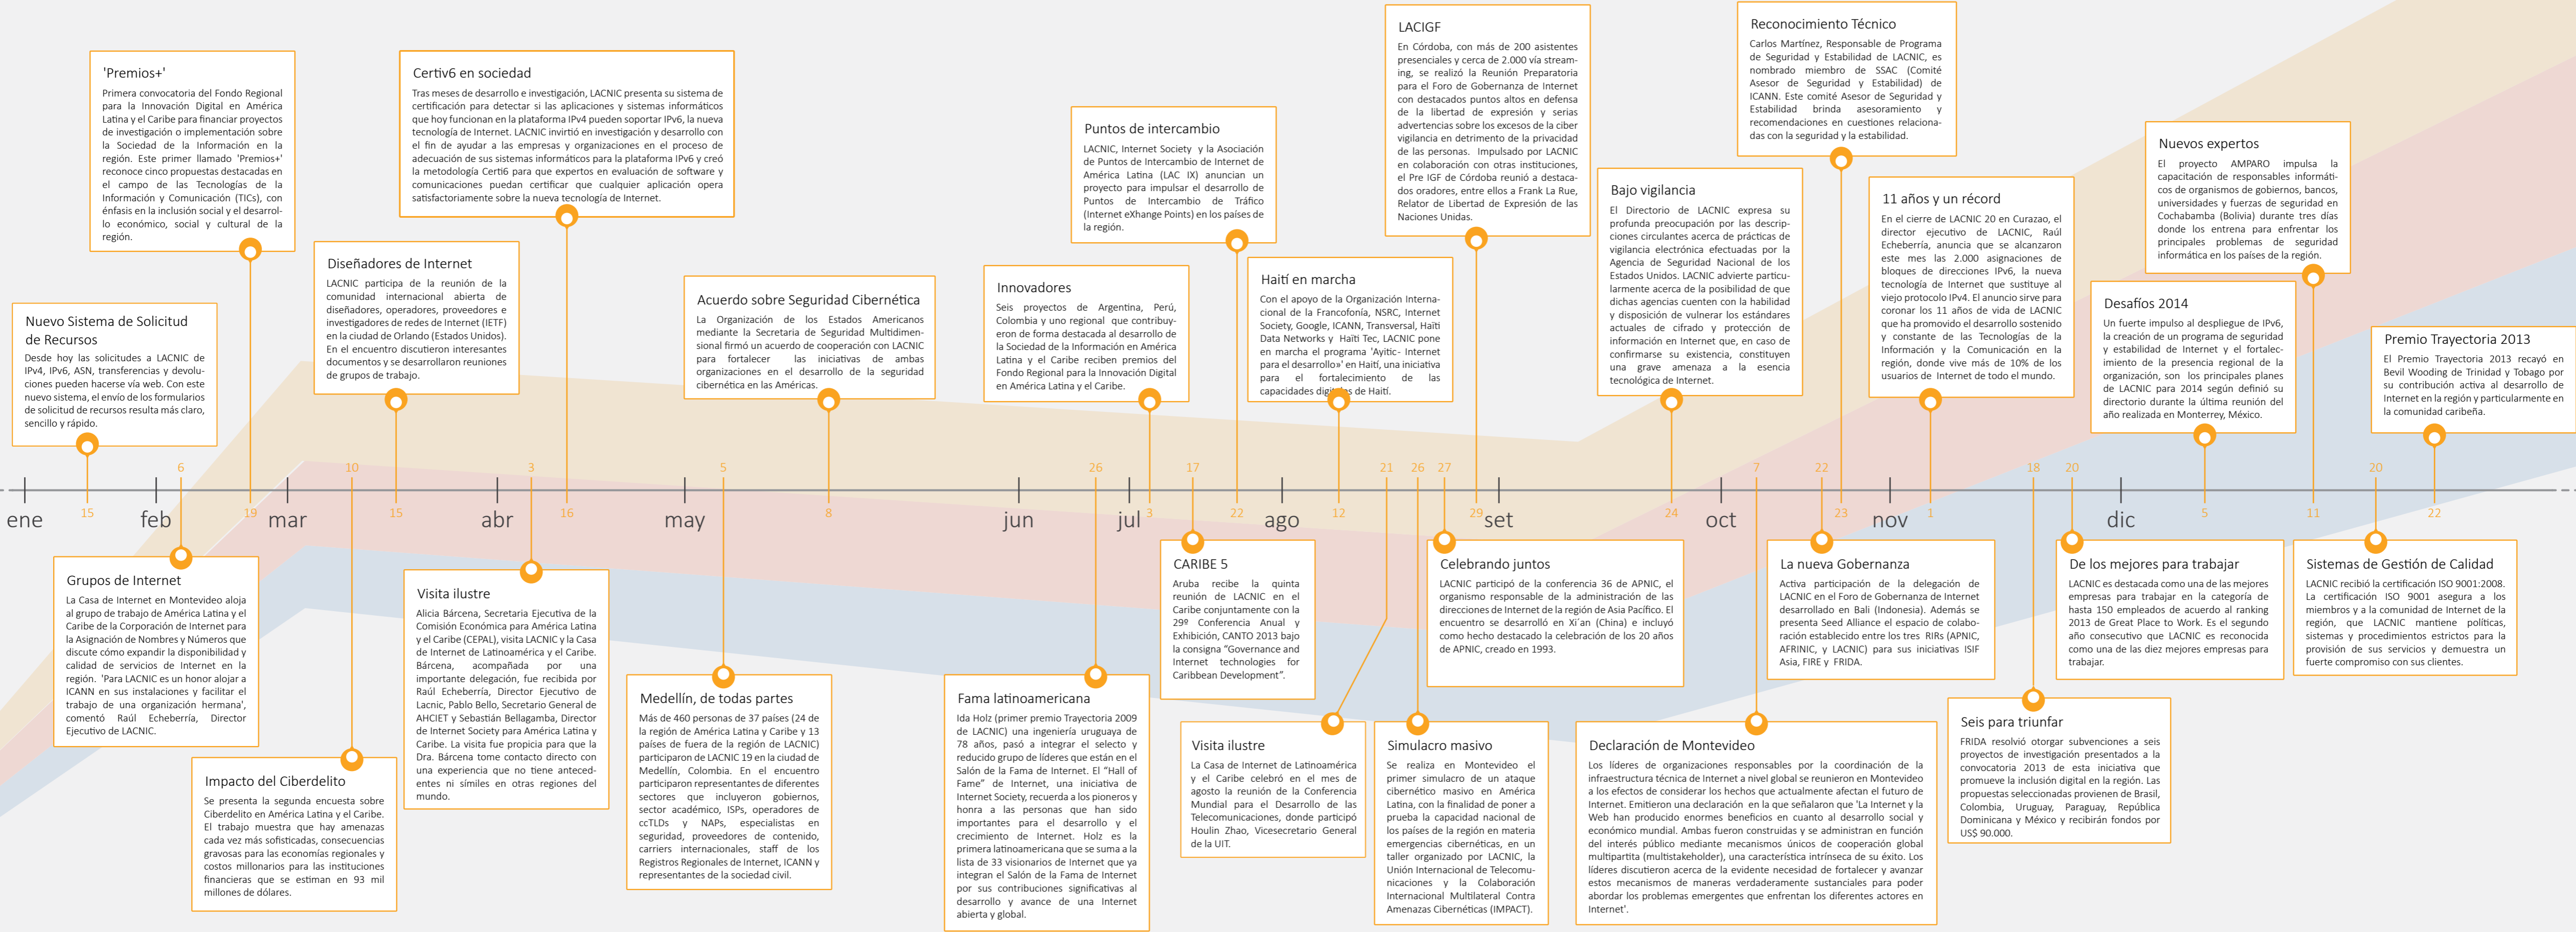 'Premios+'
Primera convocatoria del Fondo Regional
para la Innovación Digital en América
Latina y el Caribe para financiar proyectos
de investigación o implementación sobre
la Sociedad de la Información en la
región. Este primer llamado 'Premios+'
reconoce cinco propuestas destacadas en
el campo de las Tecnologías de la
Información y Comunicación (TICs), con
énfasis en la inclusión social y el desarrol-
lo económico, social y cultural de la
región.
Certiv6 en sociedad
Tras meses de desarrollo e investigación, LACNIC presenta su sistema de
certificación para detectar si las aplicaciones y sistemas informáticos
que hoy funcionan en la plataforma IPv4 pueden soportar IPv6, la nueva
tecnología de Internet. LACNIC invirtió en investigación y desarrollo con
el fin de ayudar a las empresas y organizaciones en el proceso de
adecuación de sus sistemas informáticos para la plataforma IPv6 y creó
la metodología Certi6 para que expertos en evaluación de software y
comunicaciones puedan certificar que cualquier aplicación opera
satisfactoriamente sobre la nueva tecnología de Internet.
LACIGF
En Córdoba, con más de 200 asistentes
presenciales y cerca de 2.000 vía stream-
ing, se realizó la Reunión Preparatoria
para el Foro de Gobernanza de Internet
con destacados puntos altos en defensa
de la libertad de expresión y serias
advertencias sobre los excesos de la ciber
vigilancia en detrimento de la privacidad
de las personas. Impulsado por LACNIC
en colaboración con otras instituciones,
el Pre IGF de Córdoba reunió a destaca-
dos oradores, entre ellos a Frank La Rue,
Relator de Libertad de Expresión de las
Naciones Unidas.
Reconocimiento Técnico
Carlos Martínez, Responsable de Programa
de Seguridad y Estabilidad de LACNIC, es
nombrado miembro de SSAC (Comité
Asesor de Seguridad y Estabilidad) de
ICANN. Este comité Asesor de Seguridad y
Estabilidad brinda asesoramiento y
recomendaciones en cuestiones relaciona-
das con la seguridad y la estabilidad.
Puntos de intercambio
LACNIC, Internet Society y la Asociación
de Puntos de Intercambio de Internet de
América Latina (LAC IX) anuncian un
proyecto para impulsar el desarrollo de
Puntos de Intercambio de Tráfico
(Internet eXhange Points) en los países de
la región.
Nuevos expertos
El proyecto AMPARO impulsa la
capacitación de responsables informáti-
cos de organismos de gobiernos, bancos,
universidades y fuerzas de seguridad en
Cochabamba (Bolivia) durante tres días
donde los entrena para enfrentar los
principales problemas de seguridad
informática en los países de la región.
Bajo vigilancia
El Directorio de LACNIC expresa su
profunda preocupación por las descrip-
ciones circulantes acerca de prácticas de
vigilancia electrónica efectuadas por la
Agencia de Seguridad Nacional de los
Estados Unidos. LACNIC advierte particu-
larmente acerca de la posibilidad de que
dichas agencias cuenten con la habilidad
y disposición de vulnerar los estándares
actuales de cifrado y protección de
información en Internet que, en caso de
confirmarse su existencia, constituyen
una grave amenaza a la esencia
tecnológica de Internet.
11 años y un récord
En el cierre de LACNIC 20 en Curazao, el
director ejecutivo de LACNIC, Raúl
Echeberría, anuncia que se alcanzaron
este mes las 2.000 asignaciones de
bloques de direcciones IPv6, la nueva
tecnología de Internet que sustituye al
viejo protocolo IPv4. El anuncio sirve para
coronar los 11 años de vida de LACNIC
que ha promovido el desarrollo sostenido
y constante de las Tecnologías de la
Información y la Comunicación en la
región, donde vive más de 10% de los
usuarios de Internet de todo el mundo.
Diseñadores de Internet
LACNIC participa de la reunión de la
comunidad internacional abierta de
diseñadores, operadores, proveedores e
investigadores de redes de Internet (IETF)
en la ciudad de Orlando (Estados Unidos).
En el encuentro discutieron interesantes
documentos y se desarrollaron reuniones
de grupos de trabajo.
Acuerdo sobre Seguridad Cibernética
La Organización de los Estados Americanos
mediante la Secretaria de Seguridad Multidimen-
sional firmó un acuerdo de cooperación con LACNIC
para fortalecer las iniciativas de ambas
organizaciones en el desarrollo de la seguridad
cibernética en las Américas.
Innovadores
Seis proyectos de Argentina, Perú,
Colombia y uno regional que contribuy-
eron de forma destacada al desarrollo de
la Sociedad de la Información en América
Latina y el Caribe reciben premios del
Fondo Regional para la Innovación Digital
en América Latina y el Caribe.
Haití en marcha
Con el apoyo de la Organización Interna-
cional de la Francofonía, NSRC, Internet
Society, Google, ICANN, Transversal, Haïti
Data Networks y Haïti Tec, LACNIC pone
en marcha el programa 'Ayitic- Internet
para el desarrollo»' en Haití, una iniciativa
para el fortalecimiento de las
capacidades digitales de Haití.
Nuevo Sistema de Solicitud
de Recursos
Desde hoy las solicitudes a LACNIC de
IPv4, IPv6, ASN, transferencias y devolu-
ciones pueden hacerse vía web. Con este
nuevo sistema, el envío de los formularios
de solicitud de recursos resulta más claro,
sencillo y rápido.
Desafíos 2014
Un fuerte impulso al despliegue de IPv6,
la creación de un programa de seguridad
y estabilidad de Internet y el fortalec-
imiento de la presencia regional de la
organización, son los principales planes
de LACNIC para 2014 según definió su
directorio durante la última reunión del
año realizada en Monterrey, México.
Premio Trayectoria 2013
El Premio Trayectoria 2013 recayó en
Bevil Wooding de Trinidad y Tobago por
su contribución activa al desarrollo de
Internet en la región y particularmente en
la comunidad caribeña.
6 10 3 5 26 17 21 26 27 7 22 18 20 20
15 19 15 16 8 3 22 12 29 24 23 1 5 11 22
ene feb mar abr may jun jul ago set oct nov dic
Grupos de Internet
La Casa de Internet en Montevideo aloja
al grupo de trabajo de América Latina y el
Caribe de la Corporación de Internet para
la Asignación de Nombres y Números que
discute cómo expandir la disponibilidad y
calidad de servicios de Internet en la
región. 'Para LACNIC es un honor alojar a
ICANN en sus instalaciones y facilitar el
trabajo de una organización hermana',
comentó Raúl Echeberría, Director
Ejecutivo de LACNIC.
Impacto del Ciberdelito
Se presenta la segunda encuesta sobre
Ciberdelito en América Latina y el Caribe.
El trabajo muestra que hay amenazas
cada vez más sofisticadas, consecuencias
gravosas para las economías regionales y
costos millonarios para las instituciones
financieras que se estiman en 93 mil
millones de dólares.
Visita ilustre
Alicia Bárcena, Secretaria Ejecutiva de la
Comisión Económica para América Latina
y el Caribe (CEPAL), visita LACNIC y la Casa
de Internet de Latinoamérica y el Caribe.
Bárcena, acompañada por una
importante delegación, fue recibida por
Raúl Echeberría, Director Ejecutivo de
Lacnic, Pablo Bello, Secretario General de
AHCIET y Sebastián Bellagamba, Director
de Internet Society para América Latina y
Caribe. La visita fue propicia para que la
Dra. Bárcena tome contacto directo con
una experiencia que no tiene anteced-
entes ni símiles en otras regiones del
mundo.
Medellín, de todas partes
Más de 460 personas de 37 países (24 de
la región de América Latina y Caribe y 13
países de fuera de la región de LACNIC)
participaron de LACNIC 19 en la ciudad de
Medellín, Colombia. En el encuentro
participaron representantes de diferentes
sectores que incluyeron gobiernos,
sector académico, ISPs, operadores de
ccTLDs y NAPs, especialistas en
seguridad, proveedores de contenido,
carriers internacionales, staff de los
Registros Regionales de Internet, ICANN y
representantes de la sociedad civil.
Fama latinoamericana
Ida Holz (primer premio Trayectoria 2009
de LACNIC) una ingeniería uruguaya de
78 años, pasó a integrar el selecto y
reducido grupo de líderes que están en el
Salón de la Fama de Internet. El "Hall of
Fame" de Internet, una iniciativa de
Internet Society, recuerda a los pioneros y
honra a las personas que han sido
importantes para el desarrollo y el
crecimiento de Internet. Holz es la
primera latinoamericana que se suma a la
lista de 33 visionarios de Internet que ya
integran el Salón de la Fama de Internet
por sus contribuciones significativas al
desarrollo y avance de una Internet
abierta y global.
CARIBE 5
Aruba recibe la quinta
reunión de LACNIC en el
Caribe conjuntamente con la
29º Conferencia Anual y
Exhibición, CANTO 2013 bajo
la consigna "Governance and
Internet technologies for
Caribbean Development".
Visita ilustre
La Casa de Internet de Latinoamérica
y el Caribe celebró en el mes de
agosto la reunión de la Conferencia
Mundial para el Desarrollo de las
Telecomunicaciones, donde participó
Houlin Zhao, Vicesecretario General
de la UIT.
Simulacro masivo
Se realiza en Montevideo el
primer simulacro de un ataque
cibernético masivo en América
Latina, con la finalidad de poner a
prueba la capacidad nacional de
los países de la región en materia
emergencias cibernéticas, en un
taller organizado por LACNIC, la
Unión Internacional de Telecomu-
nicaciones y la Colaboración
Internacional Multilateral Contra
Amenazas Cibernéticas (IMPACT).
Celebrando juntos
LACNIC participó de la conferencia 36 de APNIC, el
organismo responsable de la administración de las
direcciones de Internet de la región de Asia Pacífico. El
encuentro se desarrolló en Xi´an (China) e incluyó
como hecho destacado la celebración de los 20 años
de APNIC, creado en 1993.
Declaración de Montevideo
Los líderes de organizaciones responsables por la coordinación de la
infraestructura técnica de Internet a nivel global se reunieron en Montevideo
a los efectos de considerar los hechos que actualmente afectan el futuro de
Internet. Emitieron una declaración en la que señalaron que 'La Internet y la
Web han producido enormes beneficios en cuanto al desarrollo social y
económico mundial. Ambas fueron construidas y se administran en función
del interés público mediante mecanismos únicos de cooperación global
multipartita (multistakeholder), una característica intrínseca de su éxito. Los
líderes discutieron acerca de la evidente necesidad de fortalecer y avanzar
estos mecanismos de maneras verdaderamente sustanciales para poder
abordar los problemas emergentes que enfrentan los diferentes actores en
Internet'.
La nueva Gobernanza
Activa participación de la delegación de
LACNIC en el Foro de Gobernanza de Internet
desarrollado en Bali (Indonesia). Además se
presenta Seed Alliance el espacio de colabo-
ración establecido entre los tres RIRs (APNIC,
AFRINIC, y LACNIC) para sus iniciativas ISIF
Asia, FIRE y FRIDA.
Seis para triunfar
FRIDA resolvió otorgar subvenciones a seis
proyectos de investigación presentados a la
convocatoria 2013 de esta iniciativa que
promueve la inclusión digital en la región. Las
propuestas seleccionadas provienen de Brasil,
Colombia, Uruguay, Paraguay, República
Dominicana y México y recibirán fondos por
US$ 90.000.
De los mejores para trabajar
LACNIC es destacada como una de las mejores
empresas para trabajar en la categoría de
hasta 150 empleados de acuerdo al ranking
2013 de Great Place to Work. Es el segundo
año consecutivo que LACNIC es reconocida
como una de las diez mejores empresas para
trabajar.
Sistemas de Gestión de Calidad
LACNIC recibió la certificación ISO 9001:2008.
La certificación ISO 9001 asegura a los
miembros y a la comunidad de Internet de la
región, que LACNIC mantiene políticas,
sistemas y procedimientos estrictos para la
provisión de sus servicios y demuestra un
fuerte compromiso con sus clientes.